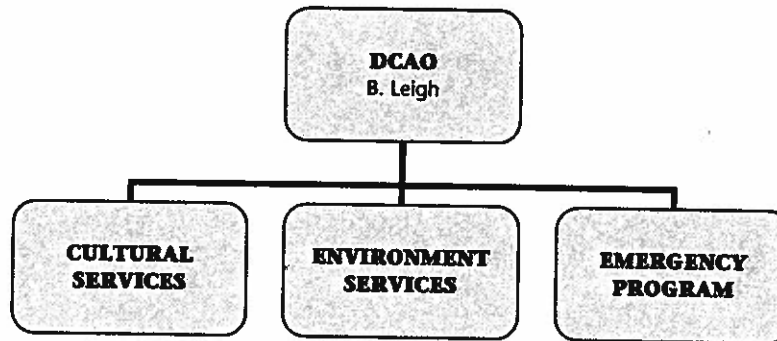 DCAO
B. Leigh
CULTURAL
SERVICES
ENVIRONMENT
SERVICES
EMERGENCY
PROGRAM